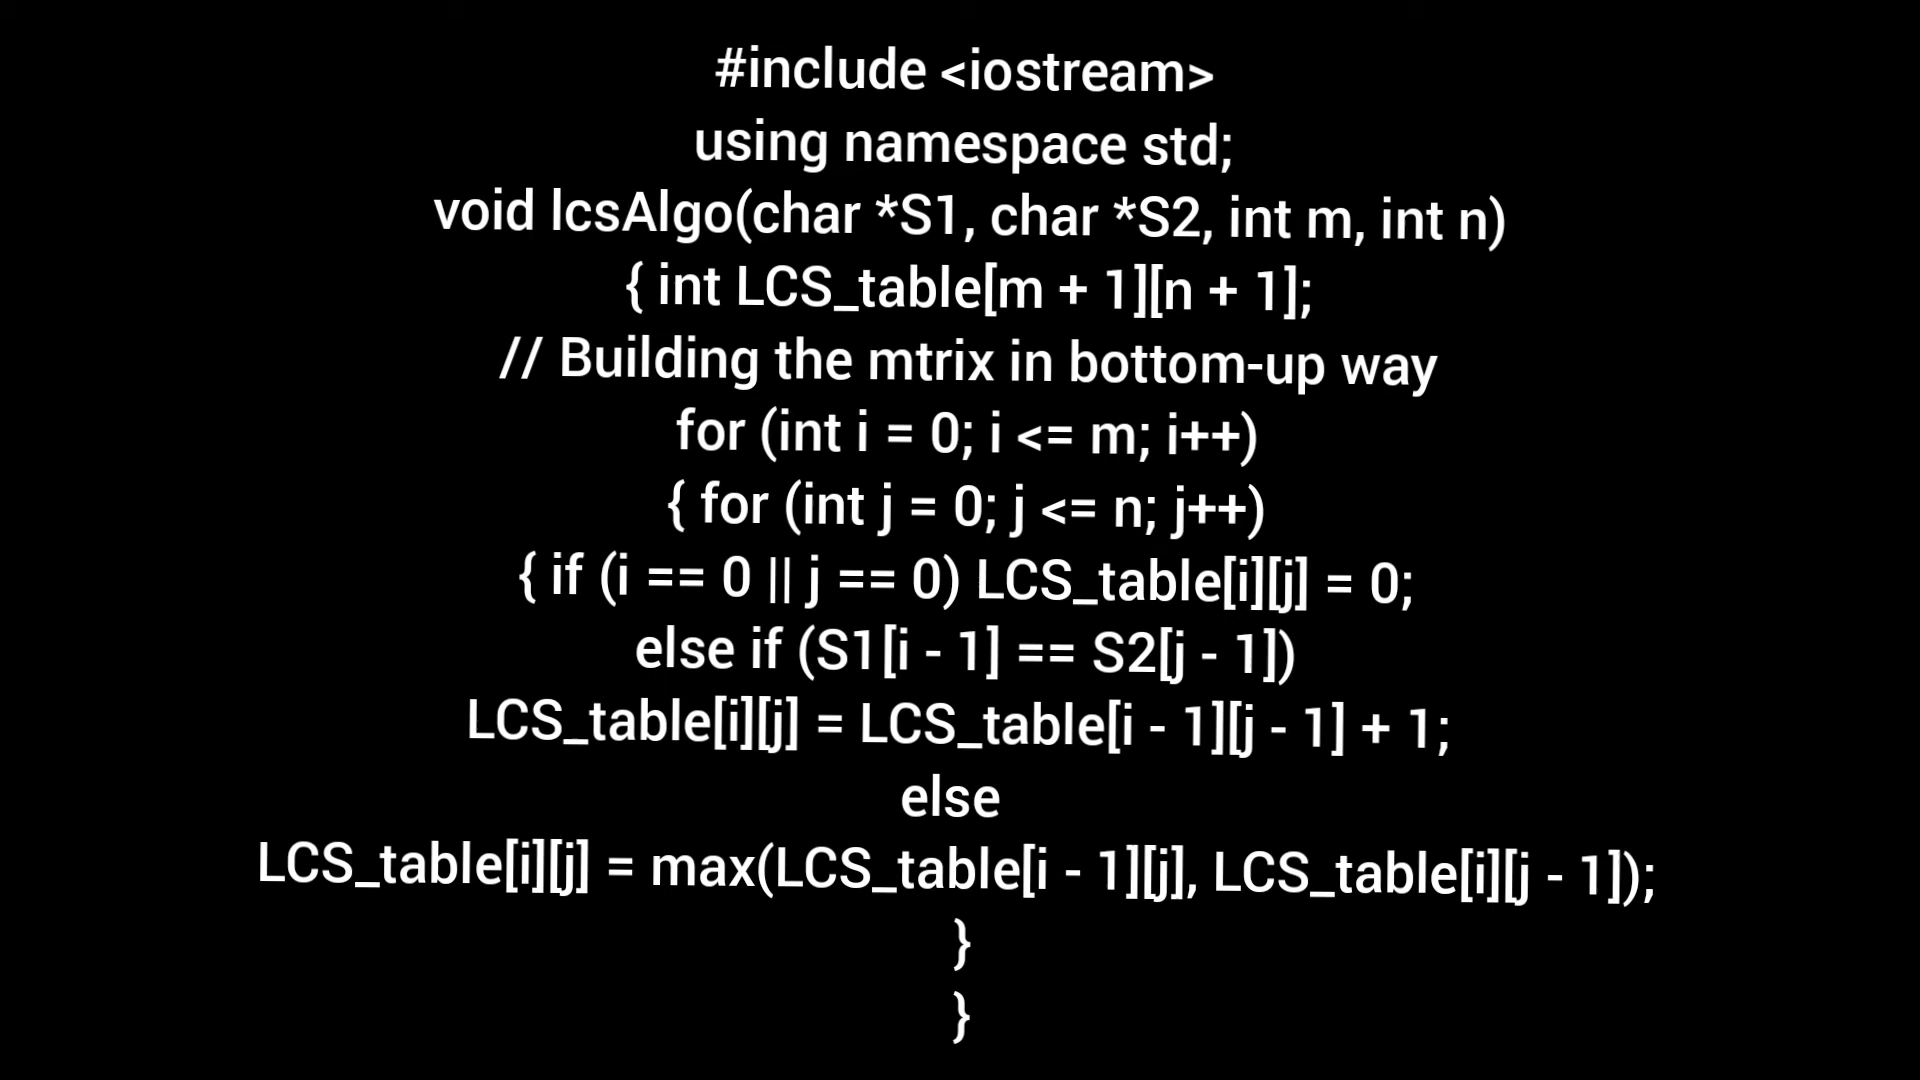 #include <iostream>
using namespace std;
void lcsAlgo(char *S1, char *S2, int m, int n)
{ int LCS_table[m + 1][n + 1];
// Building the mtrix in bottom-up way
for (int i = 0; i <= m; i++)
{ for (int j = 0; j <= n; j++)
{ if (i == 0 || j == 0) LCS_table[i][j] = 0;
else if (S1[i - 1] == S2[j - 1])
LCS_table[i][j] = LCS_table[i - 1][j - 1] + 1;
else
LCS_table[i][j] = max(LCS_table[i - 1][j], LCS_table[i][j - 1]);
}
}